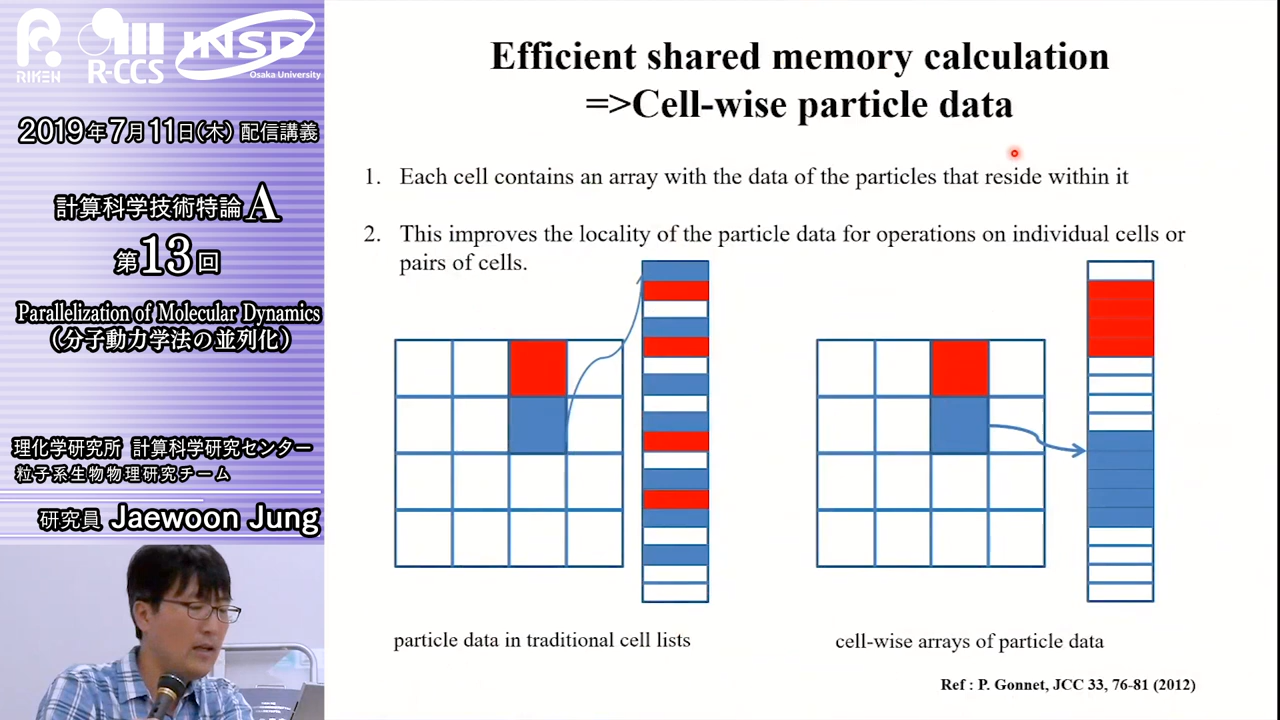 RIKEN
R-CCS
INSD
Osaka University
2019年7月11日(木) 配信講義
計算科学技術特論A
第13回
Parallelization of Molecular Dynamics
(分子動力学法の並列化)
理化学研究所 計算科学研究センター
粒子系生物物理研究チーム
研究員 Jaewoon Jung
Efficient shared memory calculation
=>Cell-wise particle data
1. Each cell contains an array with the data of the particles that reside within it
2. This improves the locality of the particle data for operations on individual cells or
pairs of cells.
particle data in traditional cell lists
cell-wise arrays of particle data
Ref : P. Gonnet, JCC 33, 76-81 (2012)